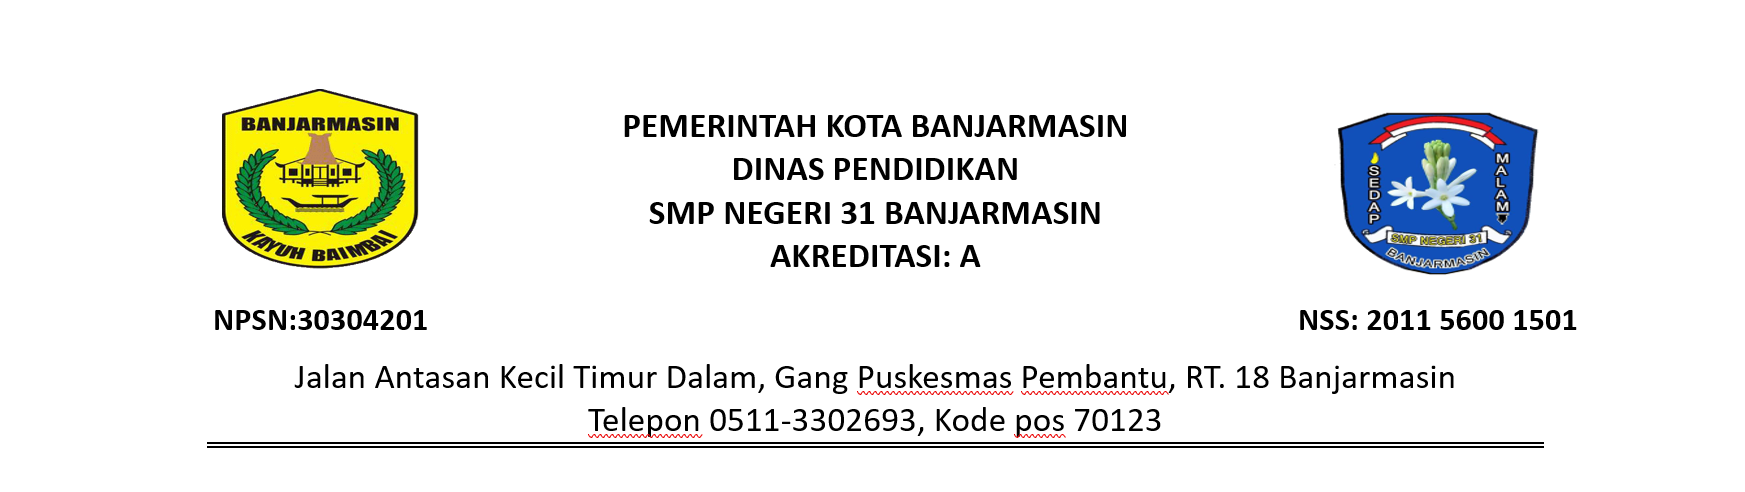 BANJARMASIN
KAYUH BAIMBAI
PEMERINTAH KOTA BANJARMASIN
DINAS PENDIDIKAN
SMP NEGERI 31 BANJARMASIN
AKREDITASI: A
SEDAP
MALAM
SMP NEGERI 31
BANJARMASIN
NPSN:30304201
NSS: 2011 5600 1501
Jalan Antasan Kecil Timur Dalam, Gang Puskesmas Pembantu, RT. 18 Banjarmasin
Telepon 0511-3302693, Kode pos 70123